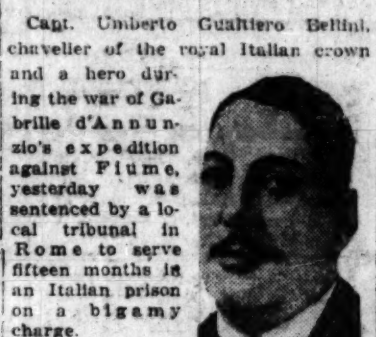 Capt. Umberto Gualtiero Bellini,
chavelier of the royal Italian crown
and a hero dur-
ing the war of Ga-
brille d'Annun-
zio's expedition
against Fiume,
yesterday was
sentenced by a lo-
cal tribunal in
Rome to serve
fifteen months in
an Italian prison
on a bigamy
charge.